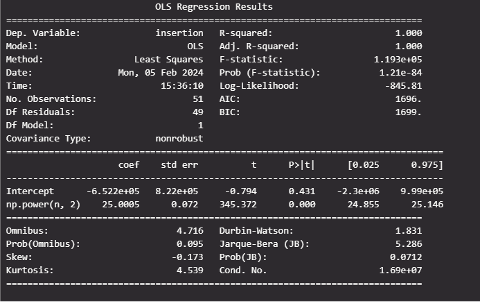 OLS Regression Results
==============================================================================
Dep. Variable: insertion R-squared: 1.000
Model: OLS Adj. R-squared: 1.000
Method: Least Squares F-statistic: 1.193e+05
Date: Mon, 05 Feb 2024 Prob (F-statistic): 1.21e-84
Time: 15:36:10 Log-Likelihood: -845.81
No. Observations: 51 AIC: 1696.
Df Residuals: 49 BIC: 1699.
Df Model: 1
Covariance Type: nonrobust
==============================================================================
coef std err t P>|t| [0.025 0.975]
------------------------------------------------------------------------------
Intercept -6.522e+05 8.22e+05 -0.794 0.431 -2.3e+06 9.99e+05
np.power(n, 2) 25.0005 0.072 345.372 0.000 24.855 25.146
==============================================================================
Omnibus: 4.716 Durbin-Watson: 1.831
Prob(Omnibus): 0.095 Jarque-Bera (JB): 5.286
Skew: -0.173 Prob(JB): 0.0712
Kurtosis: 4.539 Cond. No. 1.69e+07
==============================================================================